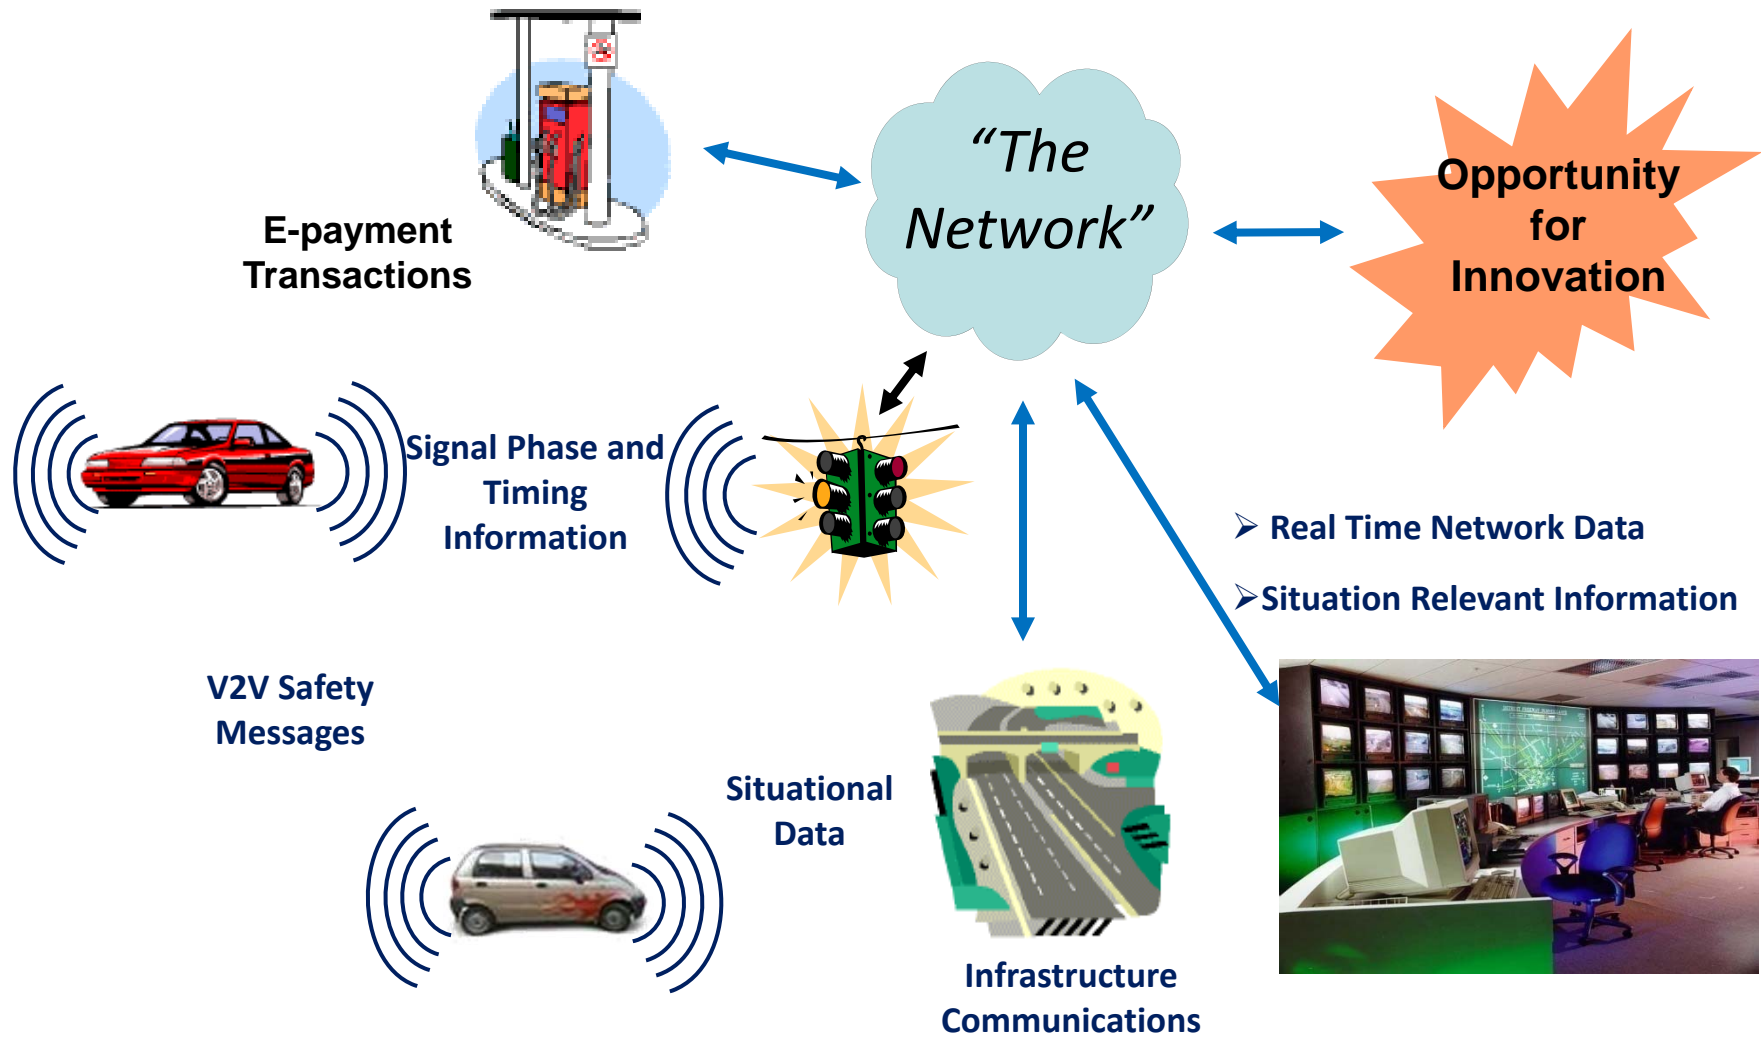 “The
Network”
Opportunity
for
Innovation
E-payment
Transactions
Signal Phase and
Timing
Information
➢ Real Time Network Data
➢Situation Relevant Information
V2V Safety
Messages
Situational
Data
Infrastructure
Communications